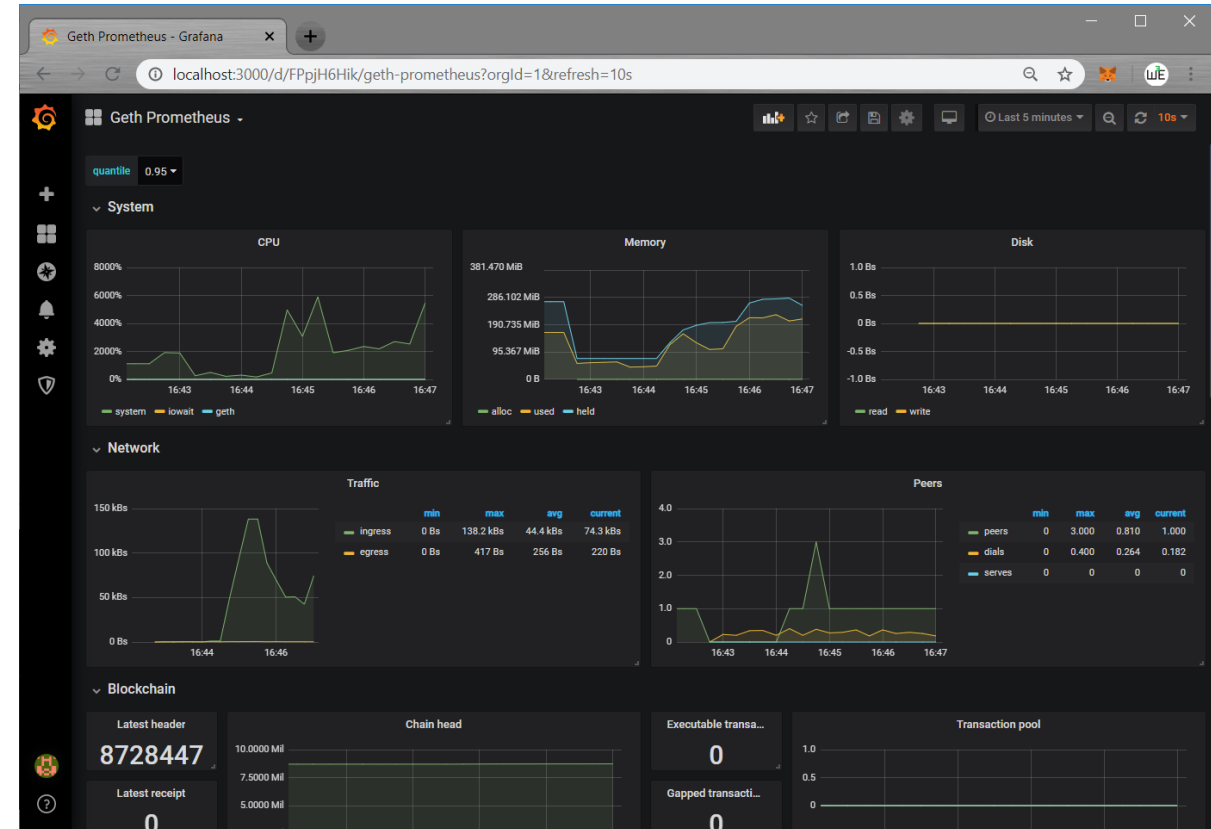 Geth Prometheus - Grafana
localhost:3000/d/FPpjH6Hik/geth-prometheus?orgId=1&refresh=10s
Geth Prometheus
Last 5 minutes
10s
quantile 0.95
System
CPU
8000%
6000%
4000%
2000%
0%
16:43 16:44 16:45 16:46 16:47
system iowait geth
Memory
381.470 MiB
286.102 MiB
190.735 MiB
95.367 MiB
0 B
16:43 16:44 16:45 16:46 16:47
alloc used held
Disk
1.0 Bs
0.5 Bs
0 Bs
-0.5 Bs
-1.0 Bs
16:43 16:44 16:45 16:46 16:47
read write
Network
Traffic
150 kBs
100 kBs
50 kBs
0 Bs
16:44 16:46
min max avg current
ingress 0 Bs 138.2 kBs 44.4 kBs 74.3 kBs
egress 0 Bs 417 Bs 256 Bs 220 Bs
Peers
4.0
3.0
2.0
1.0
0
16:43 16:44 16:45 16:46 16:47
min max avg current
peers 0 3.000 0.810 1.000
dials 0 0.400 0.264 0.182
serves 0 0 0 0
Blockchain
Latest header
8728447
Latest receipt
0
Chain head
10.0000 Mil
7.5000 Mil
5.0000 Mil
Executable transa...
0
Gapped transacti...
0
Transaction pool
1.0
0.5
0